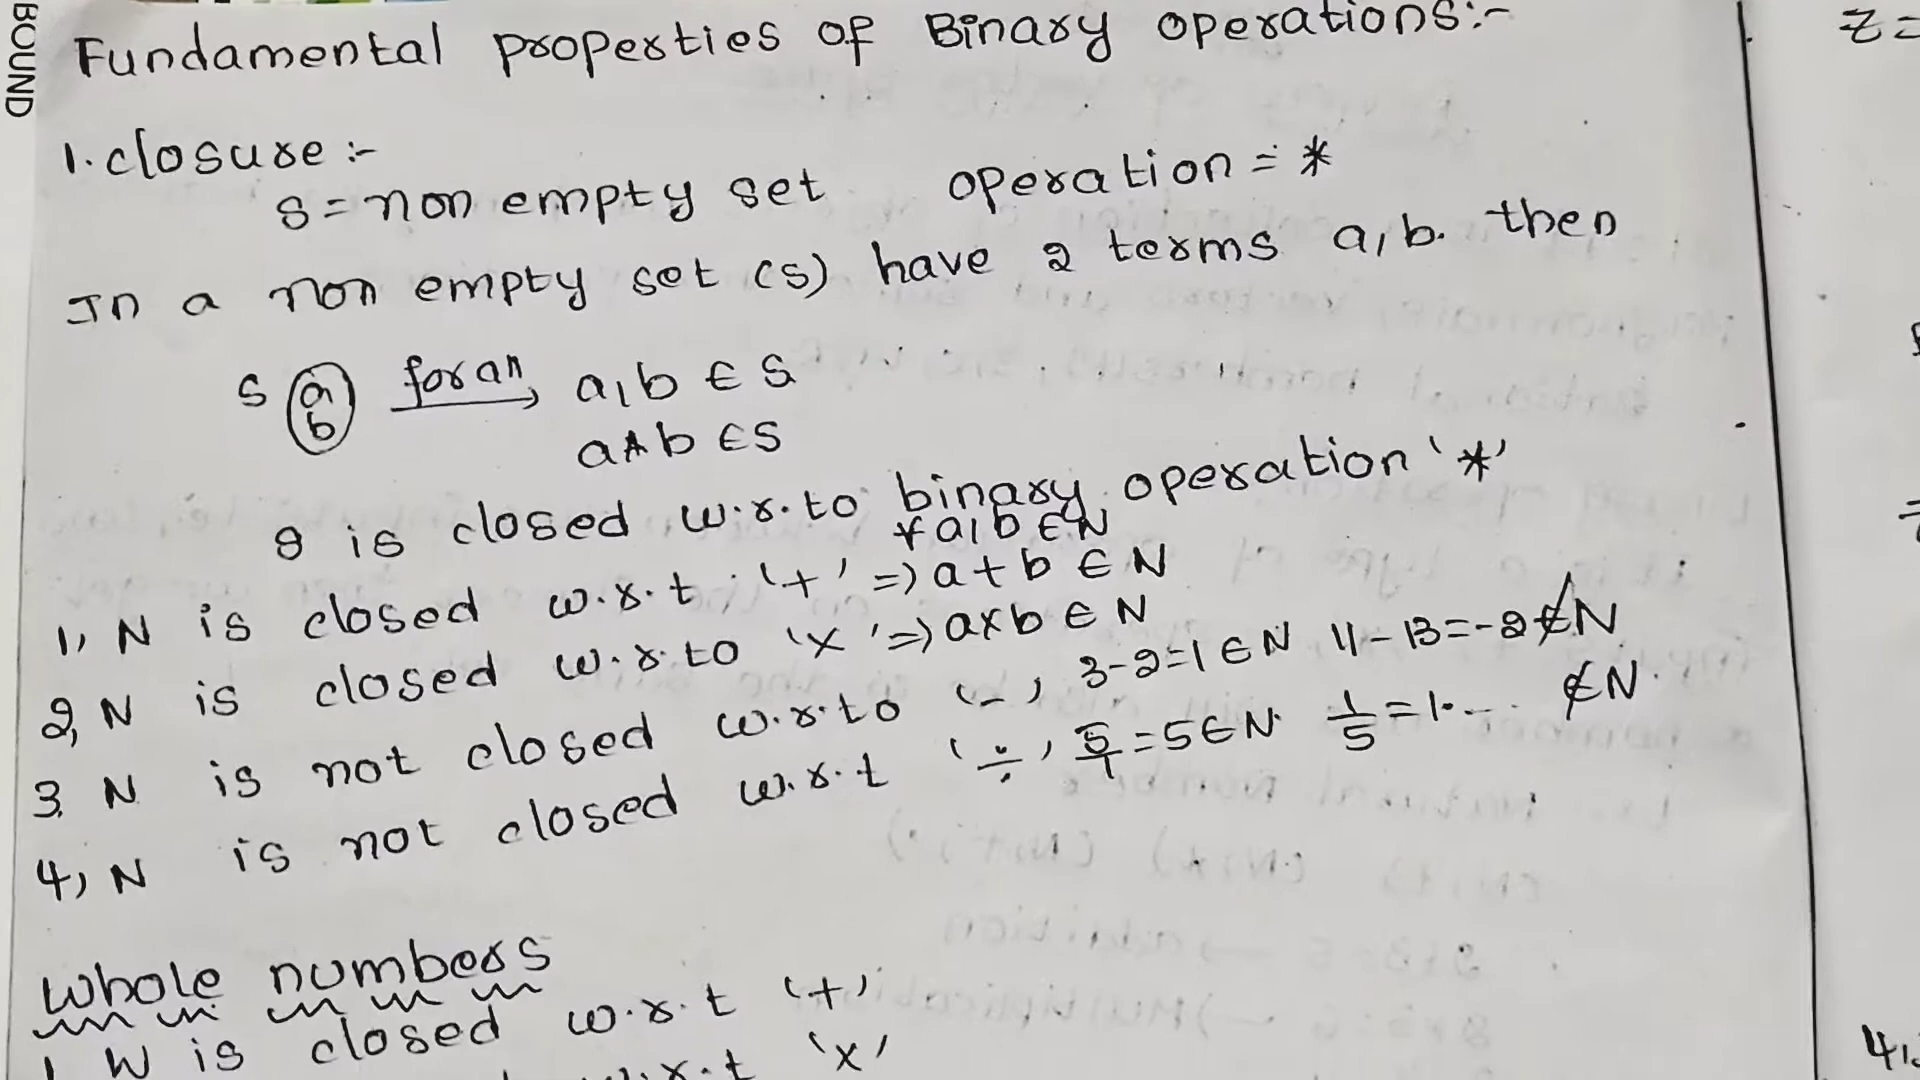 BOUND
Fundamental properties of Binary operations:-
1. closure :-
S = non empty set operation = *
In a non empty set (S) have 2 terms a, b. then
S a b for all a, b ∈ S
a * b ∈ S
S is closed w.r.to binary operation '*'
∀ a, b ∈ N
1, N is closed w.r.t '+' => a + b ∈ N
2, N is closed w.r.to 'x' => a x b ∈ N
3, N is not closed w.r.to '-' 3-2=1 ∈ N 11-13=-2 ∉ N
4, N is not closed w.r.t '÷' 5/1 = 5 ∈ N. 1/5 = 1.... ∉ N.
Whole numbers
1 W is closed w.r.t '+'
w.r.t 'x'
Z =
4,